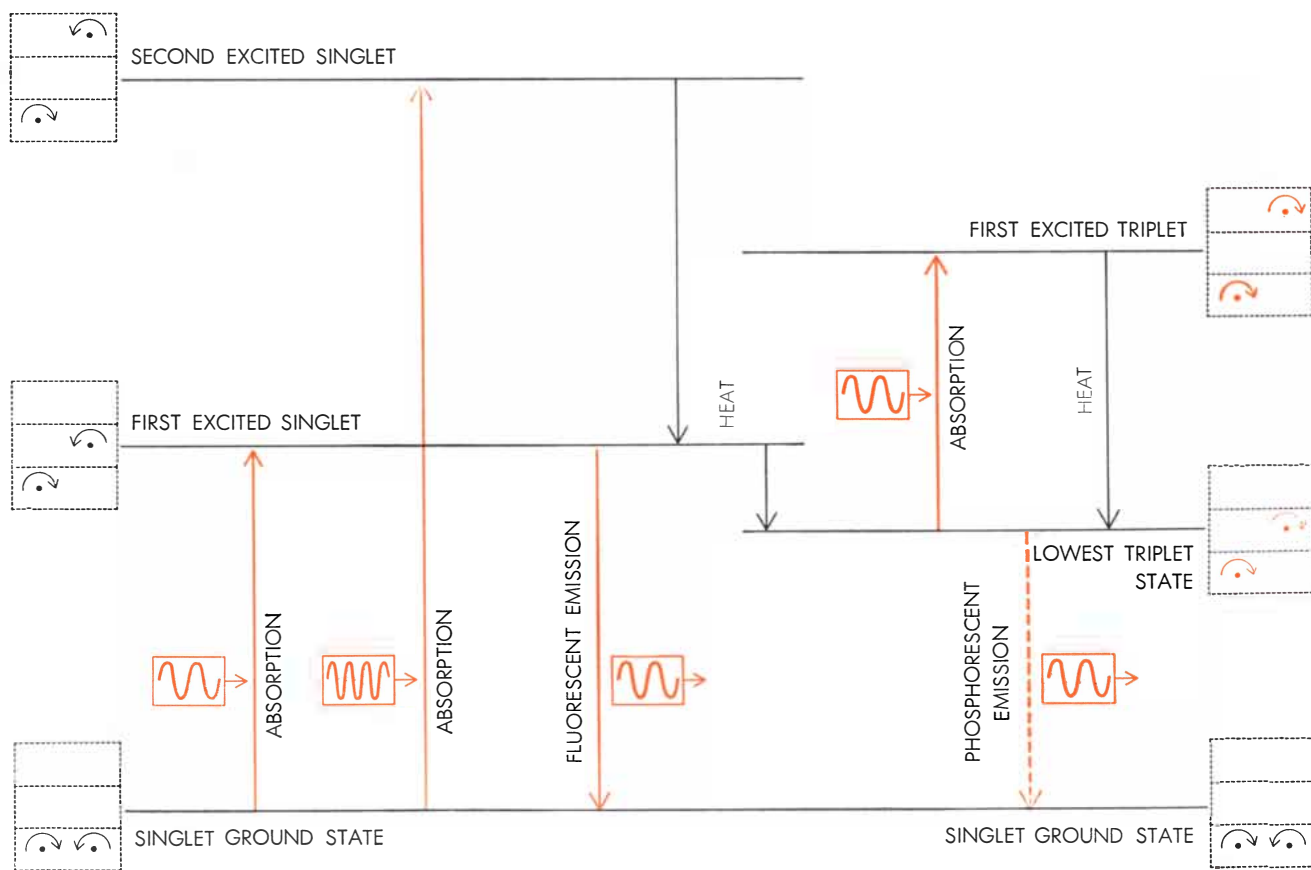 SECOND EXCITED SINGLET
FIRST EXCITED TRIPLET
HEAT
ABSORPTION
HEAT
FIRST EXCITED SINGLET
LOWEST TRIPLET
STATE
ABSORPTION
ABSORPTION
FLUORESCENT EMISSION
PHOSPHORESCENT
EMISSION
SINGLET GROUND STATE
SINGLET GROUND STATE